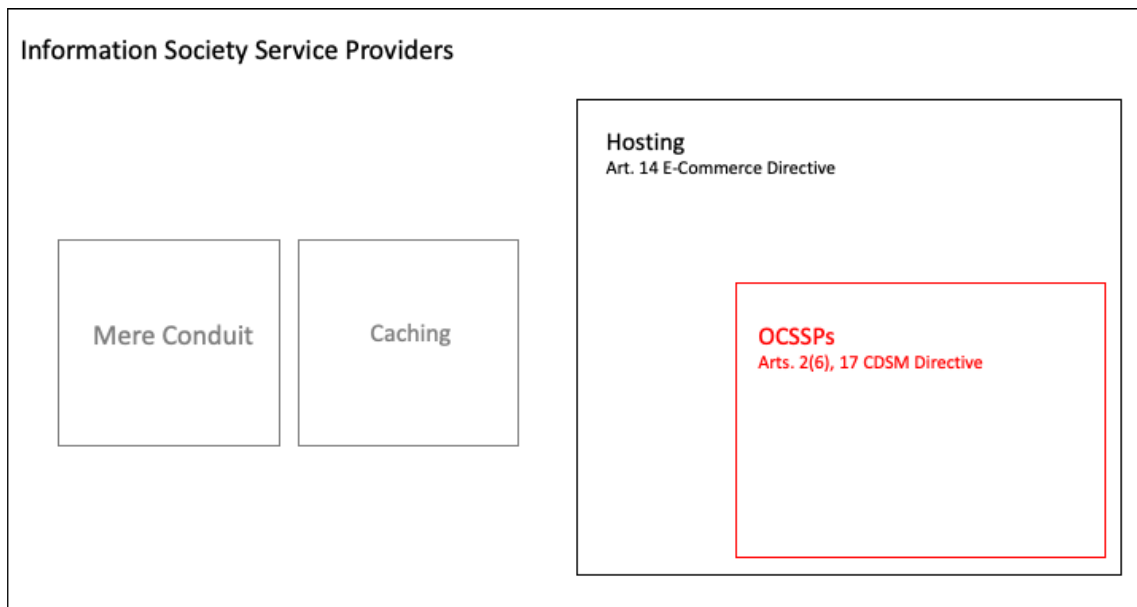 Information Society Service Providers
Hosting
Art. 14 E-Commerce Directive
Mere Conduit
Caching
OCSSPs
Arts. 2(6), 17 CDSM Directive